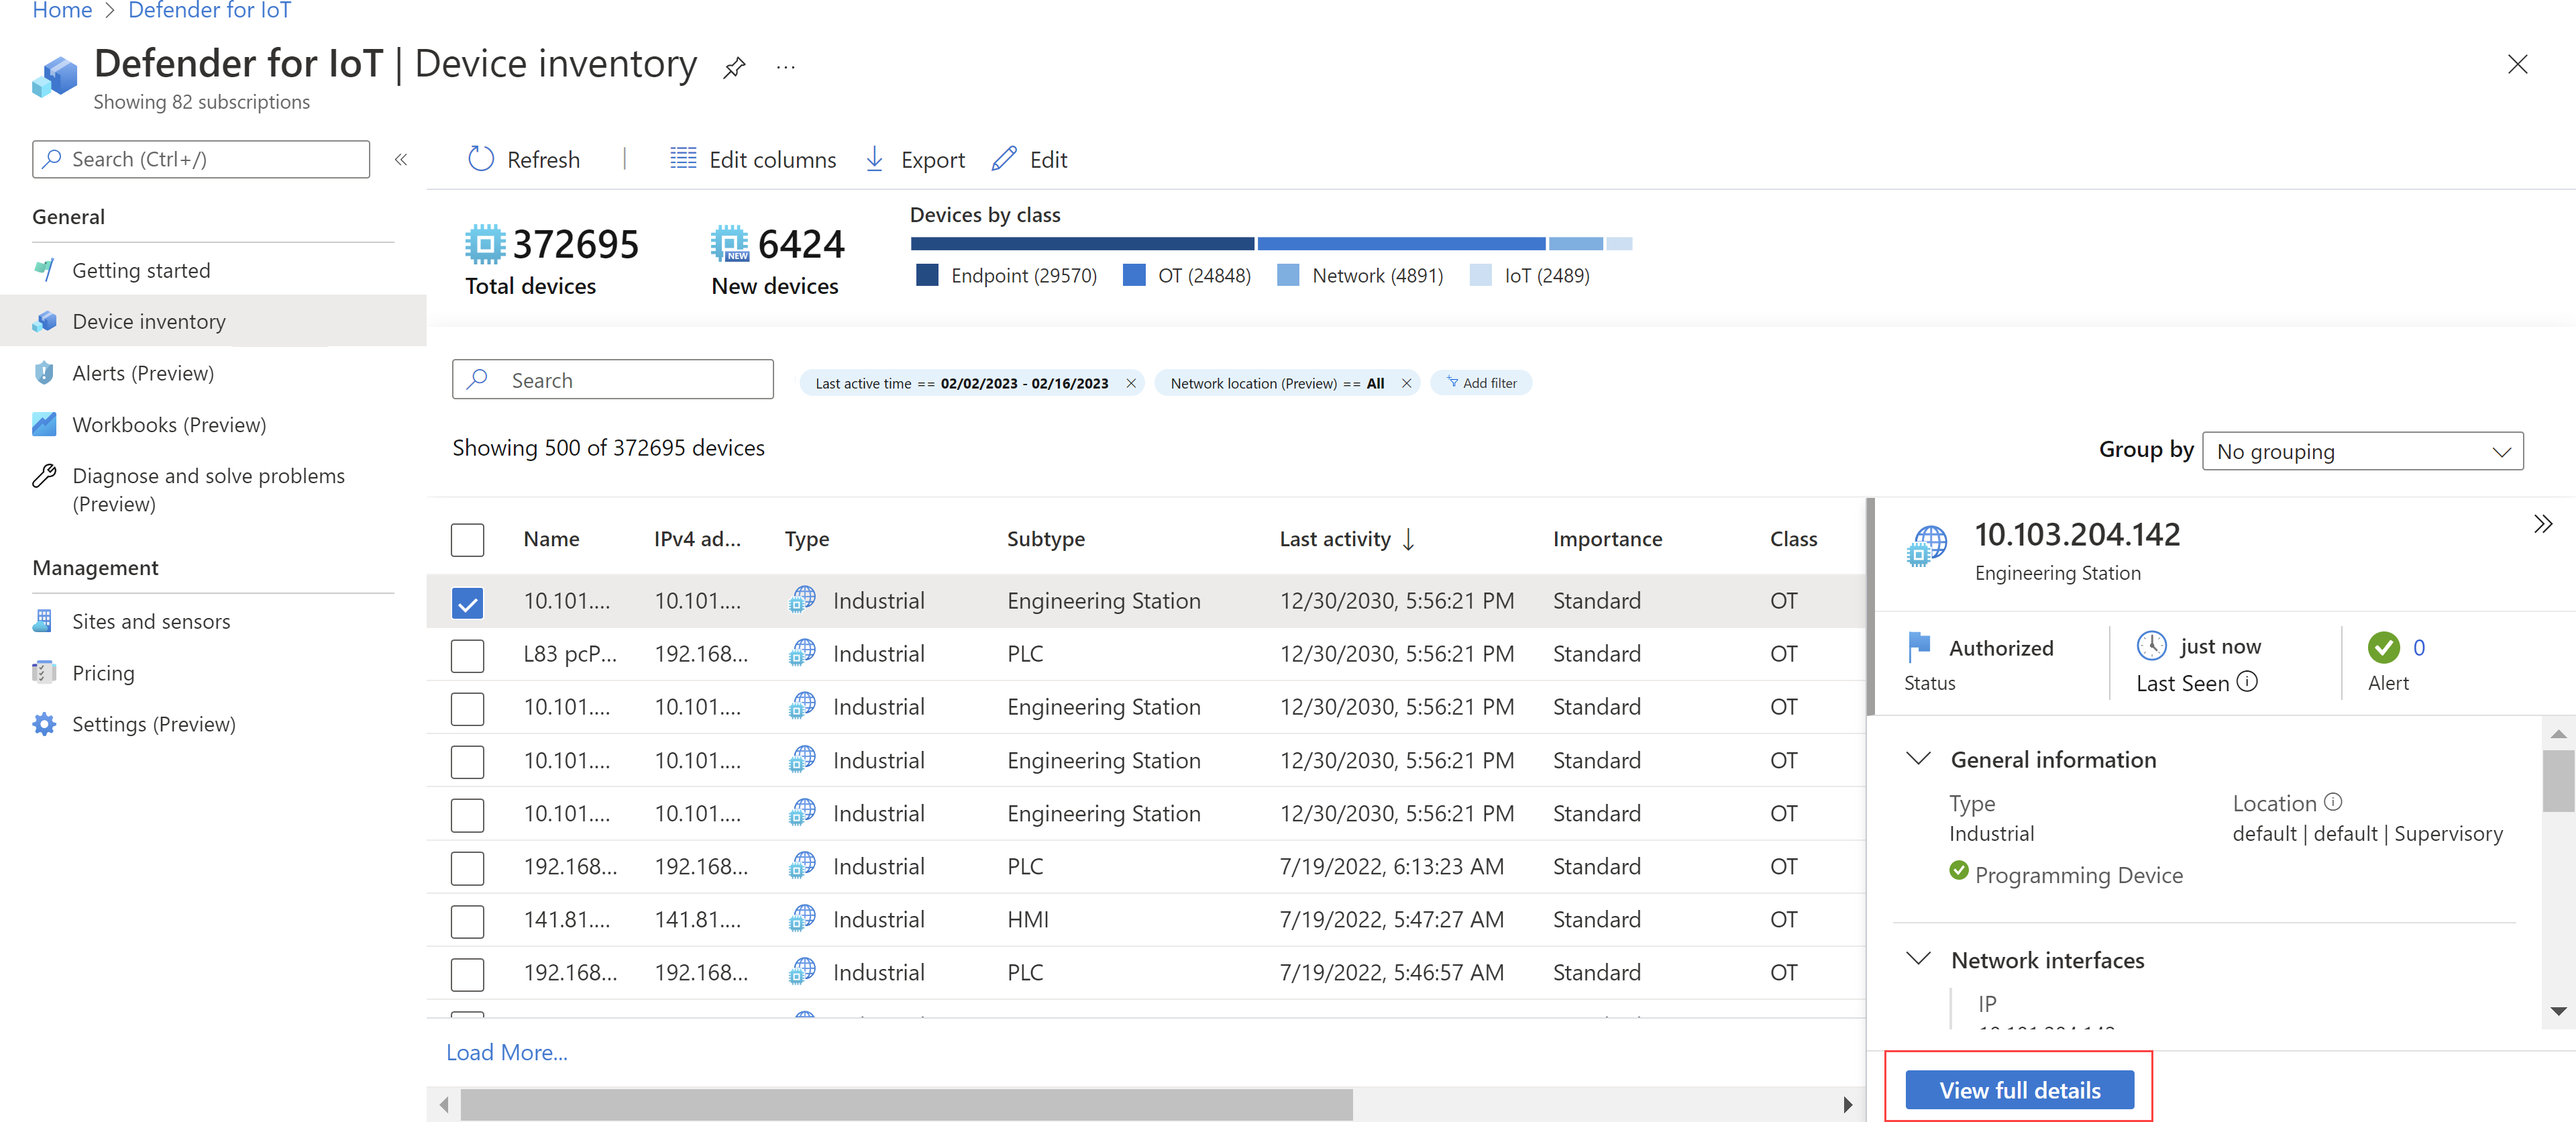 Home > Defender for IoT
Defender for IoT | Device inventory ...
Showing 82 subscriptions
Search (Ctrl+/)
General
Getting started
Device inventory
Alerts (Preview)
Workbooks (Preview)
Diagnose and solve problems
(Preview)
Management
Sites and sensors
Pricing
Settings (Preview)
Refresh | Edit columns Export Edit
372695
Total devices
NEW
6424
New devices
Devices by class
Endpoint (29570) OT (24848) Network (4891) IoT (2489)
Search
Last active time == 02/02/2023 - 02/16/2023
Network location (Preview) == All
Add filter
Showing 500 of 372695 devices
Group by No grouping
Name IPv4 ad... Type Subtype Last activity ↓ Importance Class
10.101.... 10.101.... Industrial Engineering Station 12/30/2030, 5:56:21 PM Standard OT
L83 pcP... 192.168... Industrial PLC 12/30/2030, 5:56:21 PM Standard OT
10.101.... 10.101.... Industrial Engineering Station 12/30/2030, 5:56:21 PM Standard OT
10.101.... 10.101.... Industrial Engineering Station 12/30/2030, 5:56:21 PM Standard OT
10.101.... 10.101.... Industrial Engineering Station 12/30/2030, 5:56:21 PM Standard OT
192.168... 192.168... Industrial PLC 7/19/2022, 6:13:23 AM Standard OT
141.81.... 141.81.... Industrial HMI 7/19/2022, 5:47:27 AM Standard OT
192.168... 192.168... Industrial PLC 7/19/2022, 5:46:57 AM Standard OT
Load More...
10.103.204.142
Engineering Station
Authorized
Status
just now
Last Seen
0
Alert
General information
Type
Industrial
Location
default | default | Supervisory
Programming Device
Network interfaces
IP
View full details